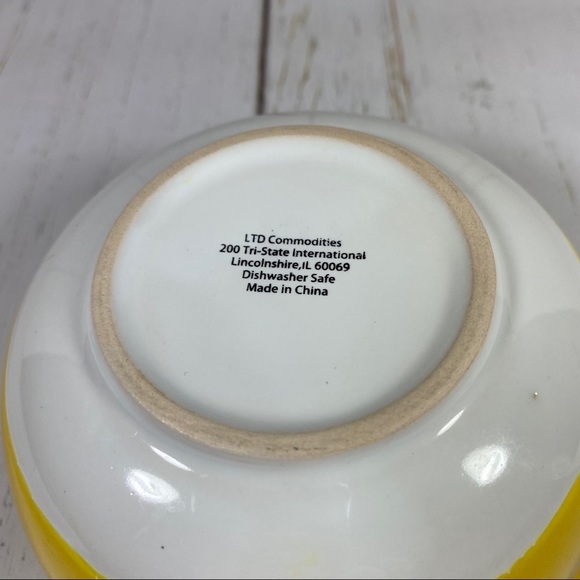 LTD Commodities
200 Tri-State International
Lincolnshire,IL 60069
Dishwasher Safe
Made in China